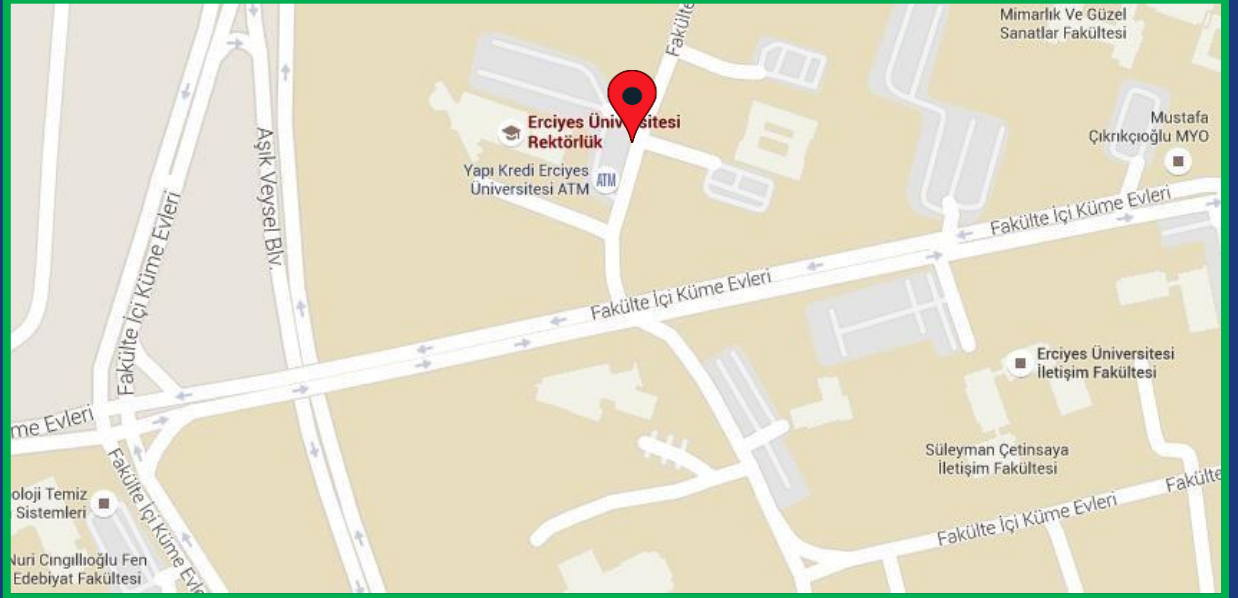 Mimarlık Ve Güzel
Sanatlar Fakültesi
Fakülte
Mustafa
Çıkrıkçıoğlu MYO
Erciyes Üniversitesi
Rektörlük
Yapı Kredi Erciyes
Üniversitesi ATM
ATM
Aşık Veysel Blv.
Fakülte İçi Küme Evleri
Fakülte İçi Küme Evleri
Fakülte İçi Küme Evleri
Erciyes Üniversitesi
İletişim Fakültesi
me Evleri
Süleyman Çetinsaya
İletişim Fakültesi
Fakülte
Fakülte İçi Küme Evleri
Fakülte İçi Küme Evle
oloji Temiz
Sistemleri
Nuri Cıngıllıoğlu Fen
Edebiyat Fakültesi